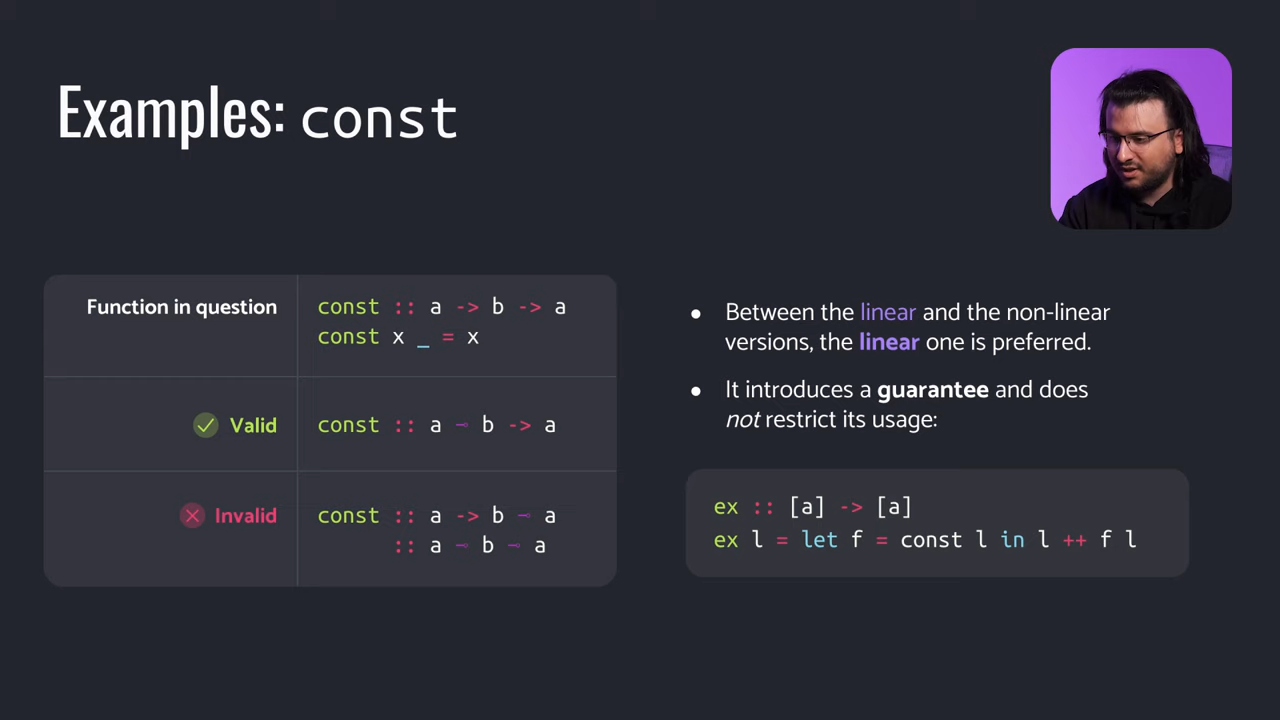 Examples: const
Function in question
const :: a -> b -> a
const x _ = x
Valid
const :: a ⊸ b -> a
Invalid
const :: a -> b ⊸ a
:: a ⊸ b ⊸ a
● Between the linear and the non-linear
versions, the linear one is preferred.
● It introduces a guarantee and does
not restrict its usage:
ex :: [a] -> [a]
ex l = let f = const l in l ++ f l